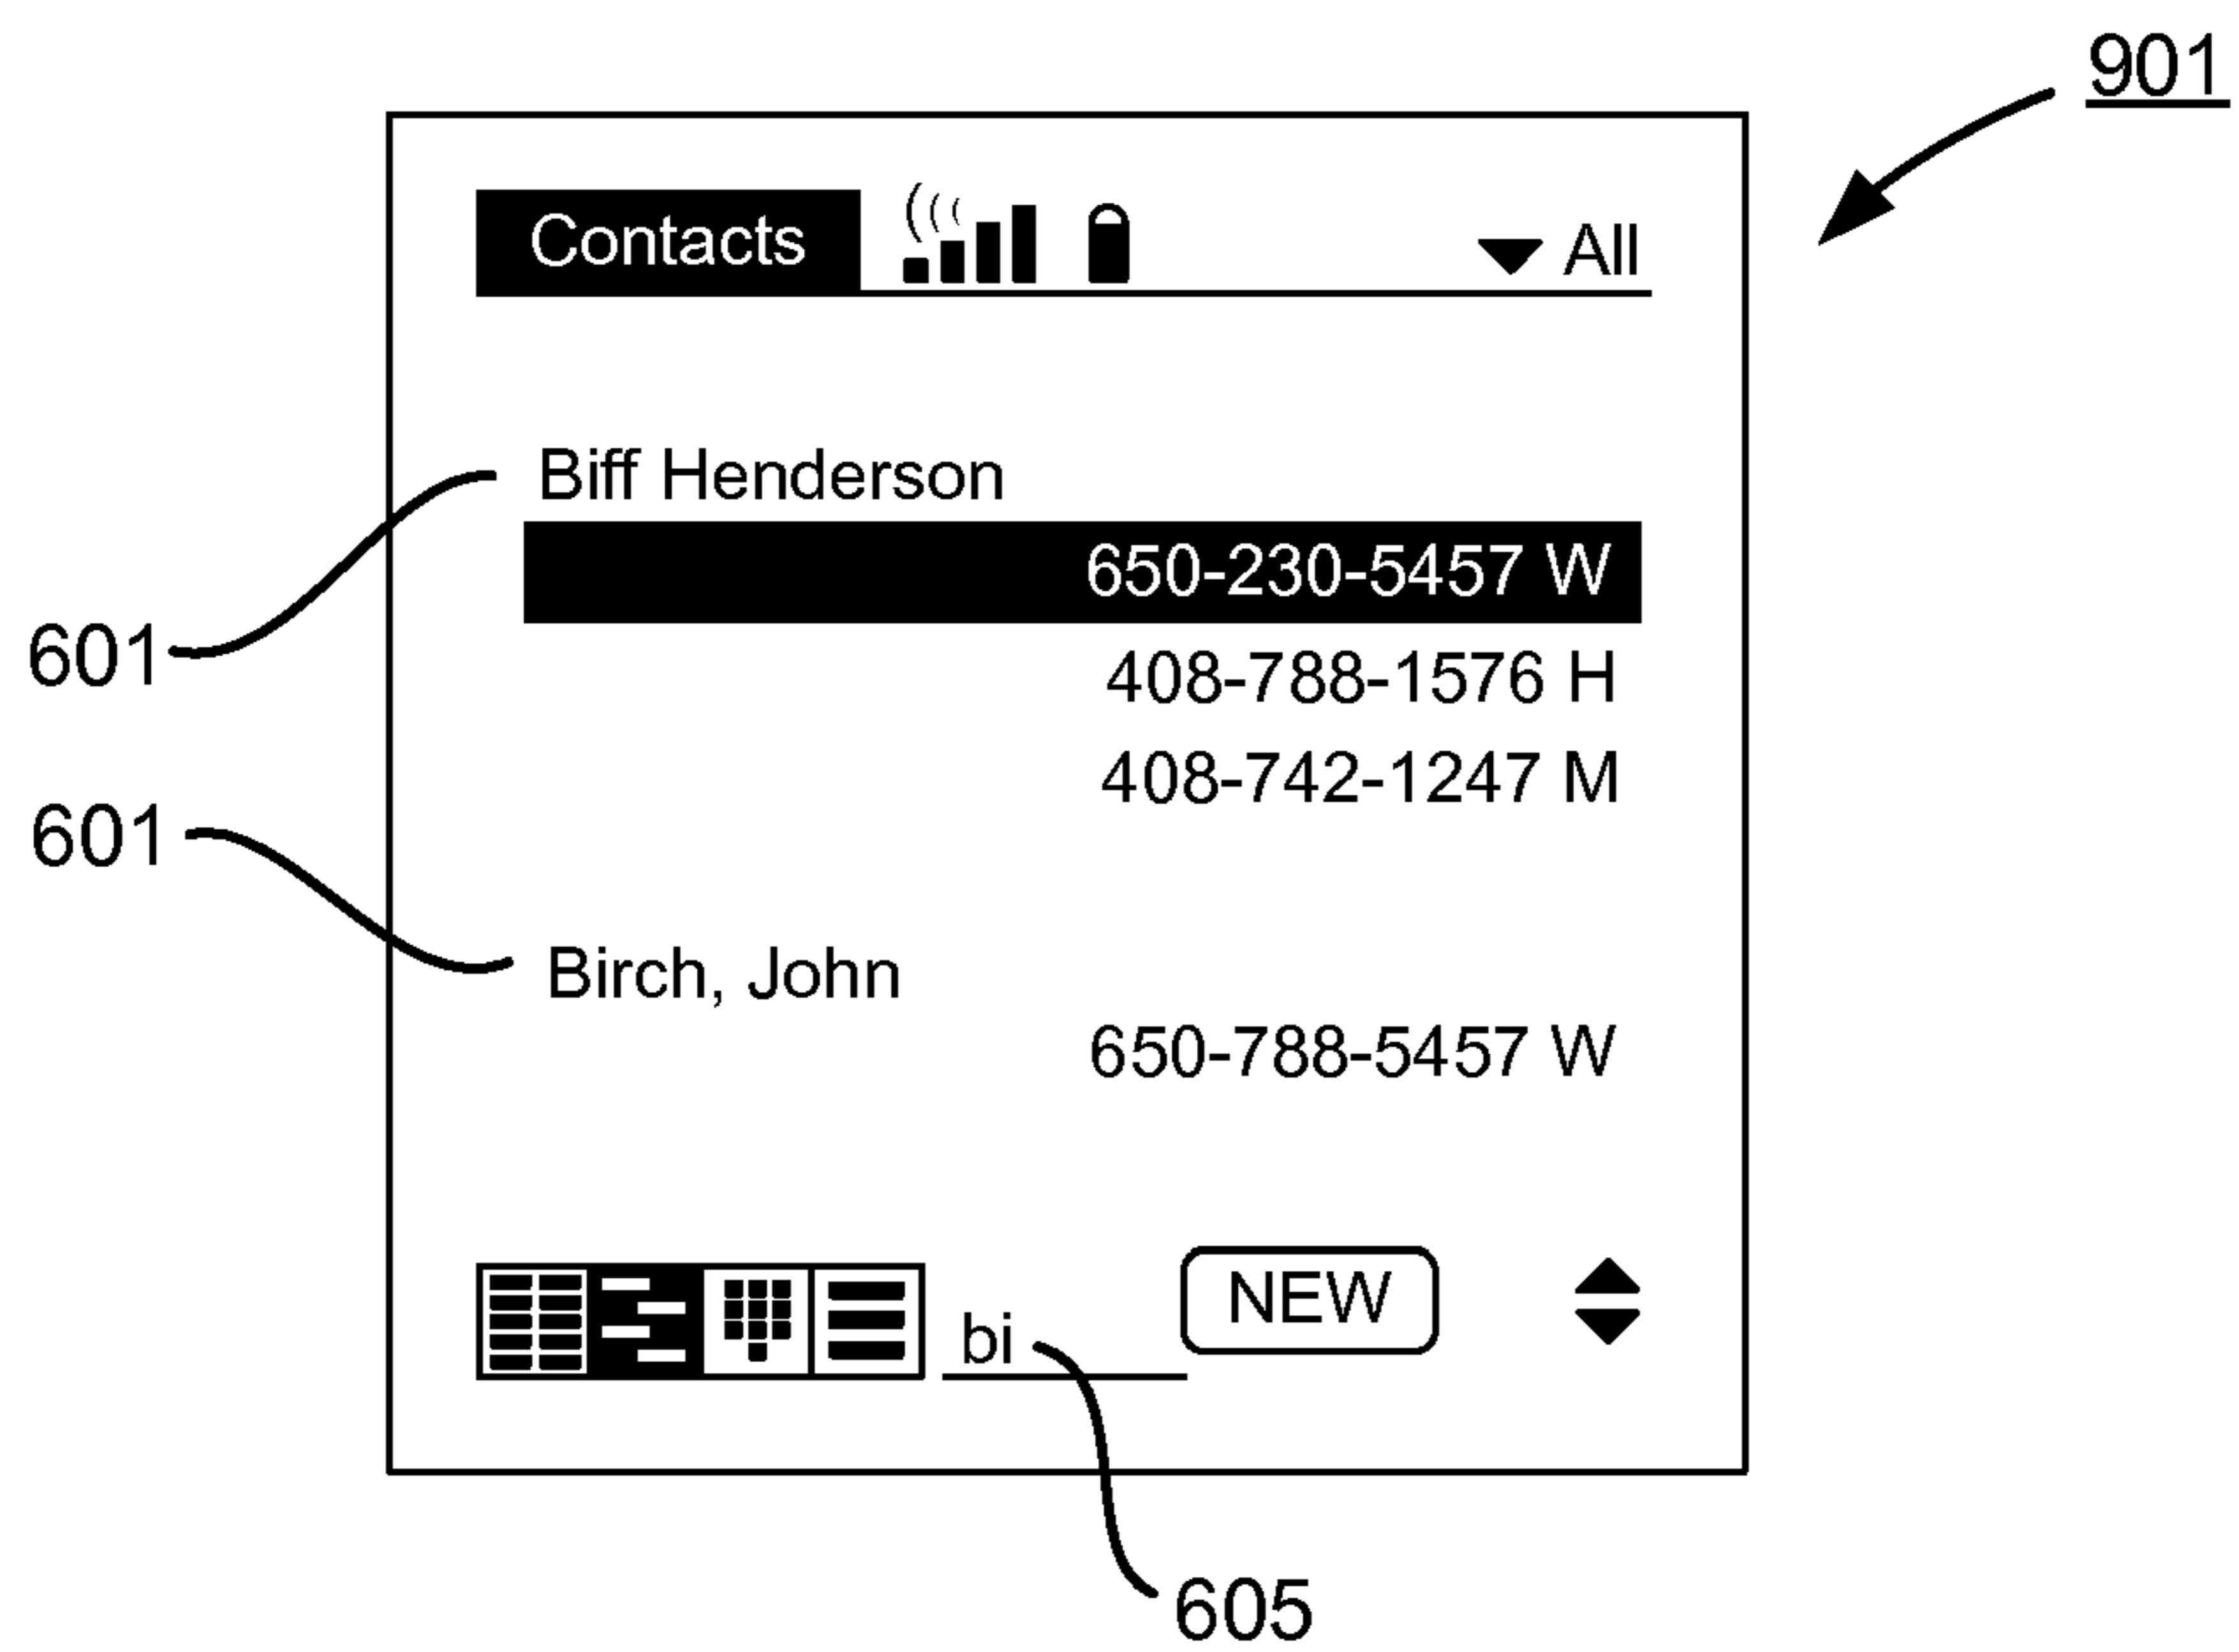 901
Contacts All
Biff Henderson
650-230-5457 W
601
408-788-1576 H
408-742-1247 M
601
Birch, John
650-788-5457 W
bi NEW
605